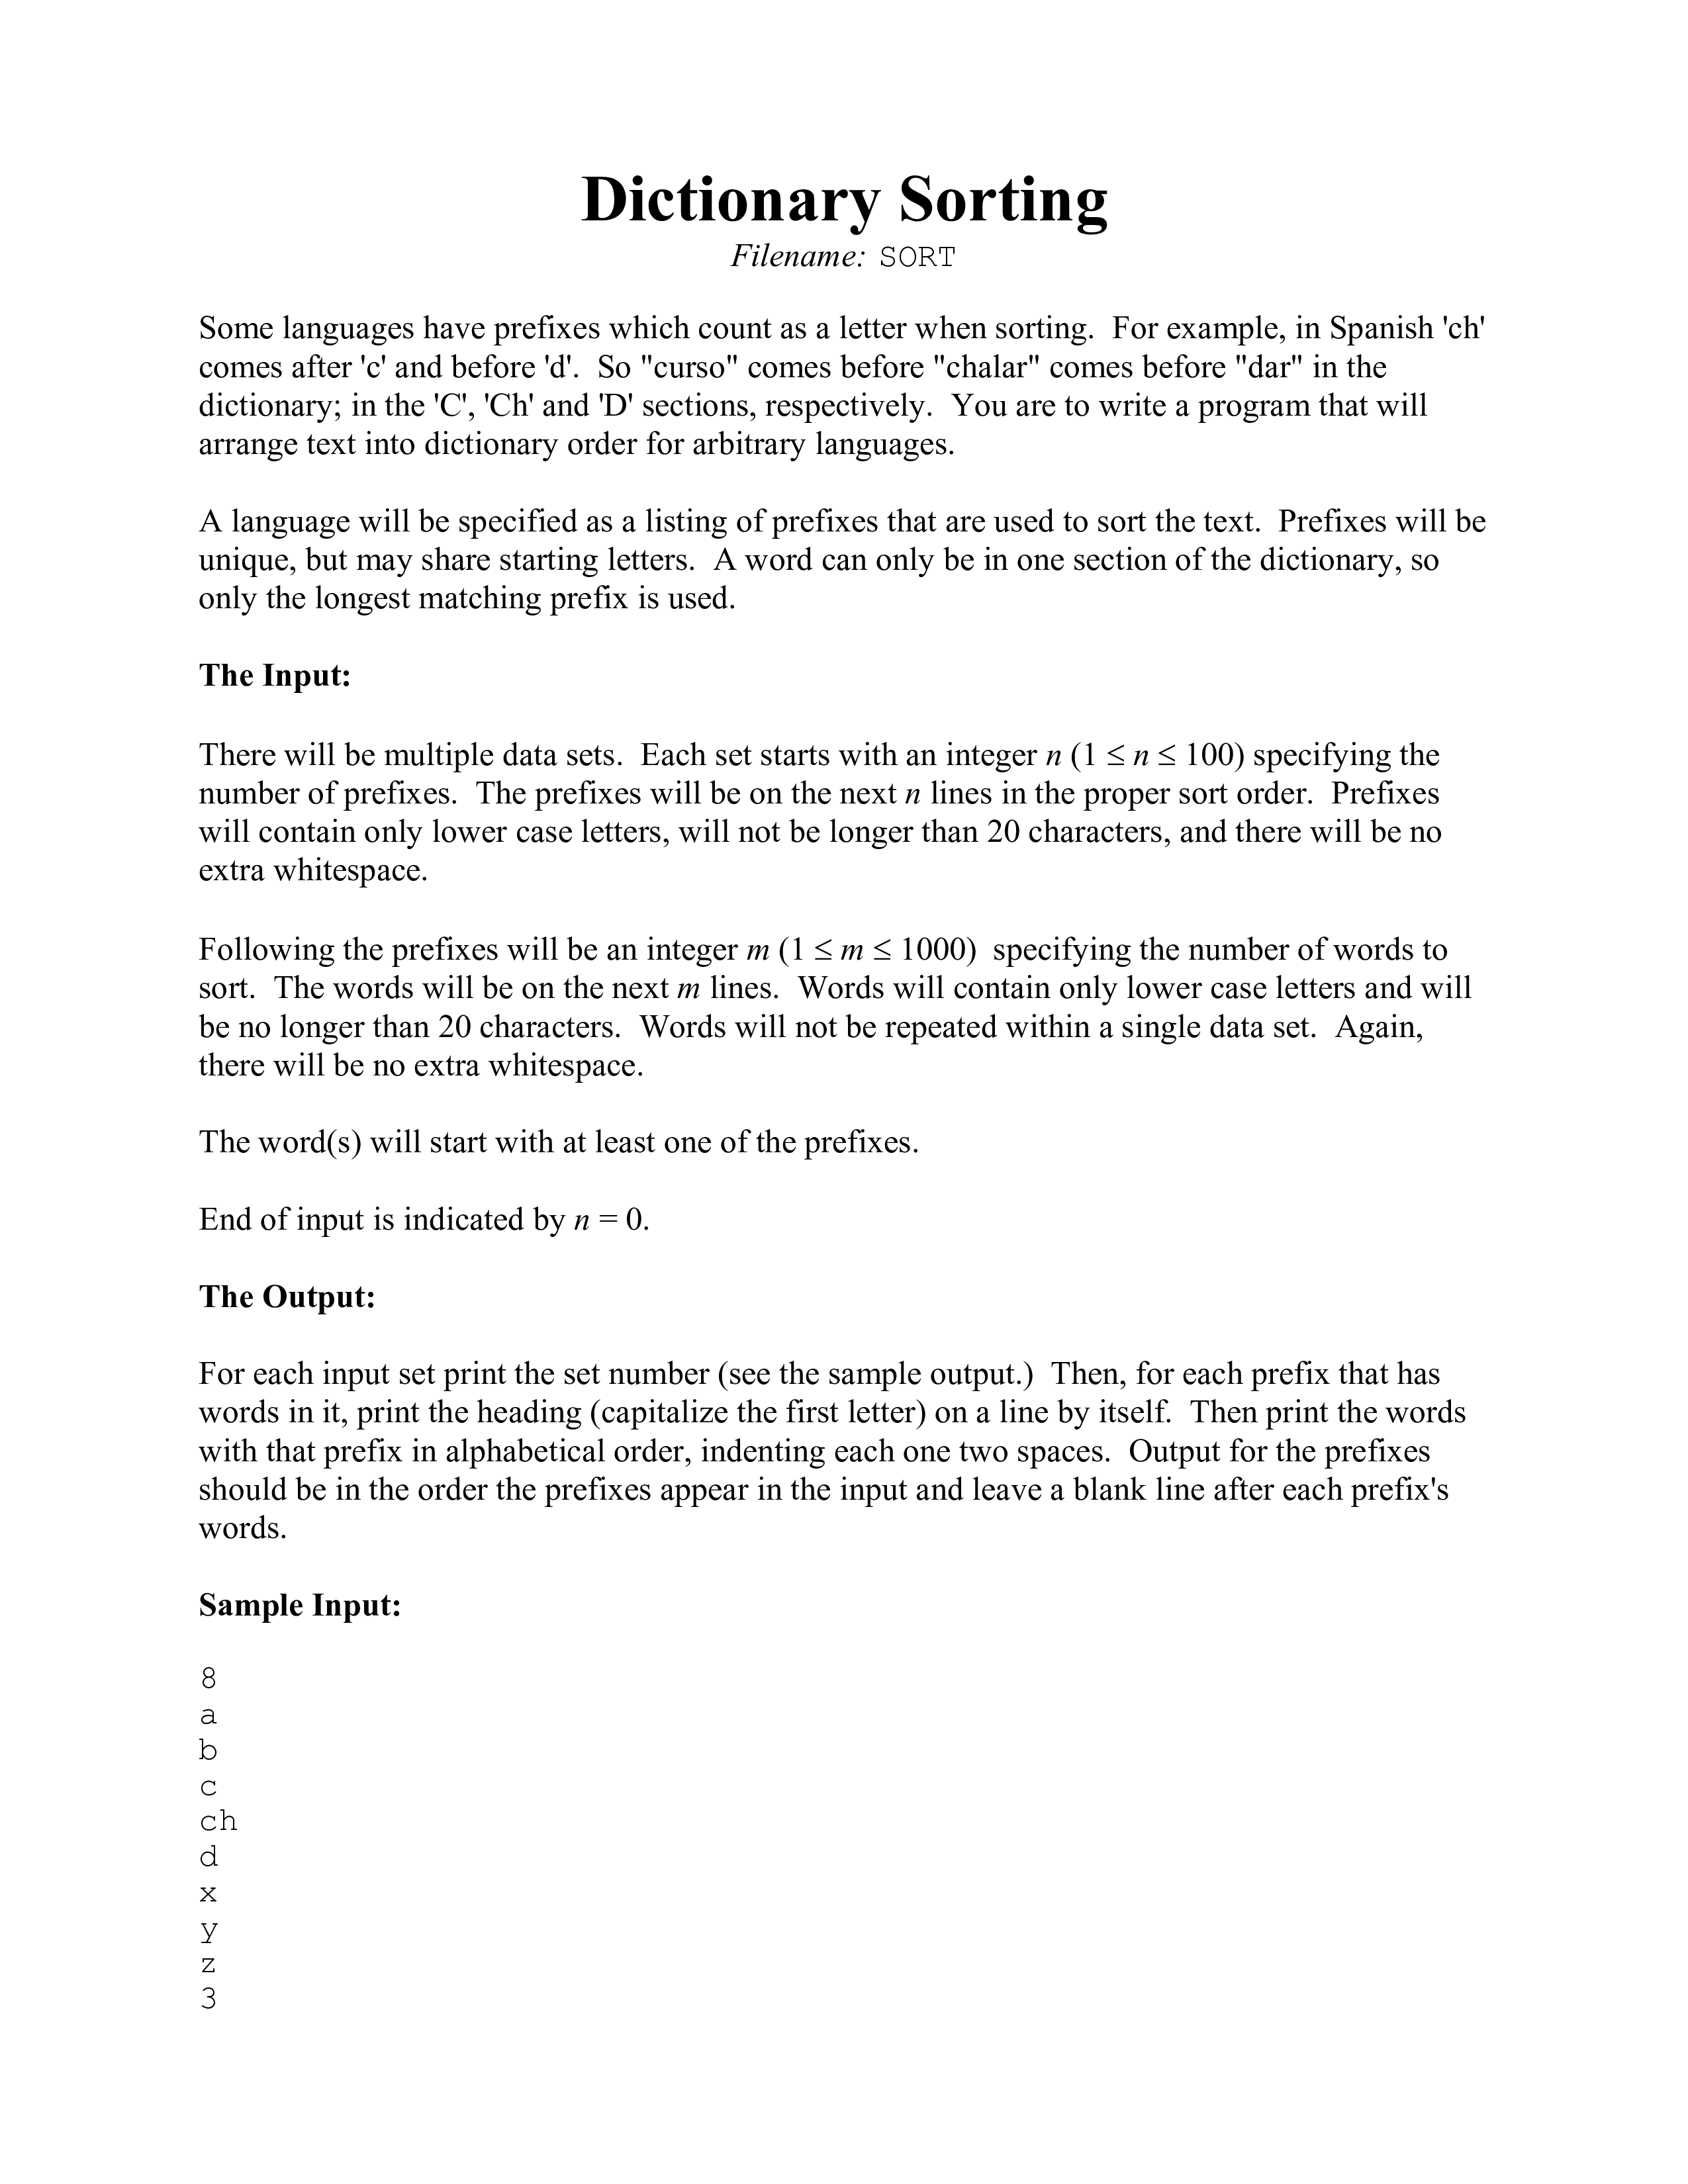 Dictionary Sorting
Filename: SORT
Some languages have prefixes which count as a letter when sorting.  For example, in Spanish 'ch'
comes after 'c' and before 'd'.  So "curso" comes before "chalar" comes before "dar" in the
dictionary; in the 'C', 'Ch' and 'D' sections, respectively.  You are to write a program that will
arrange text into dictionary order for arbitrary languages.
A language will be specified as a listing of prefixes that are used to sort the text.  Prefixes will be
unique, but may share starting letters.  A word can only be in one section of the dictionary, so
only the longest matching prefix is used.
The Input:
There will be multiple data sets.  Each set starts with an integer n (1 ≤ n ≤ 100) specifying the
number of prefixes.  The prefixes will be on the next n lines in the proper sort order.  Prefixes
will contain only lower case letters, will not be longer than 20 characters, and there will be no
extra whitespace.
Following the prefixes will be an integer m (1 ≤ m ≤ 1000)  specifying the number of words to
sort.  The words will be on the next m lines.  Words will contain only lower case letters and will
be no longer than 20 characters.  Words will not be repeated within a single data set.  Again,
there will be no extra whitespace.
The word(s) will start with at least one of the prefixes.
End of input is indicated by n = 0.
The Output:
For each input set print the set number (see the sample output.)  Then, for each prefix that has
words in it, print the heading (capitalize the first letter) on a line by itself.  Then print the words
with that prefix in alphabetical order, indenting each one two spaces.  Output for the prefixes
should be in the order the prefixes appear in the input and leave a blank line after each prefix's
words.
Sample Input:
8
a
b
c
ch
d
x
y
z
3